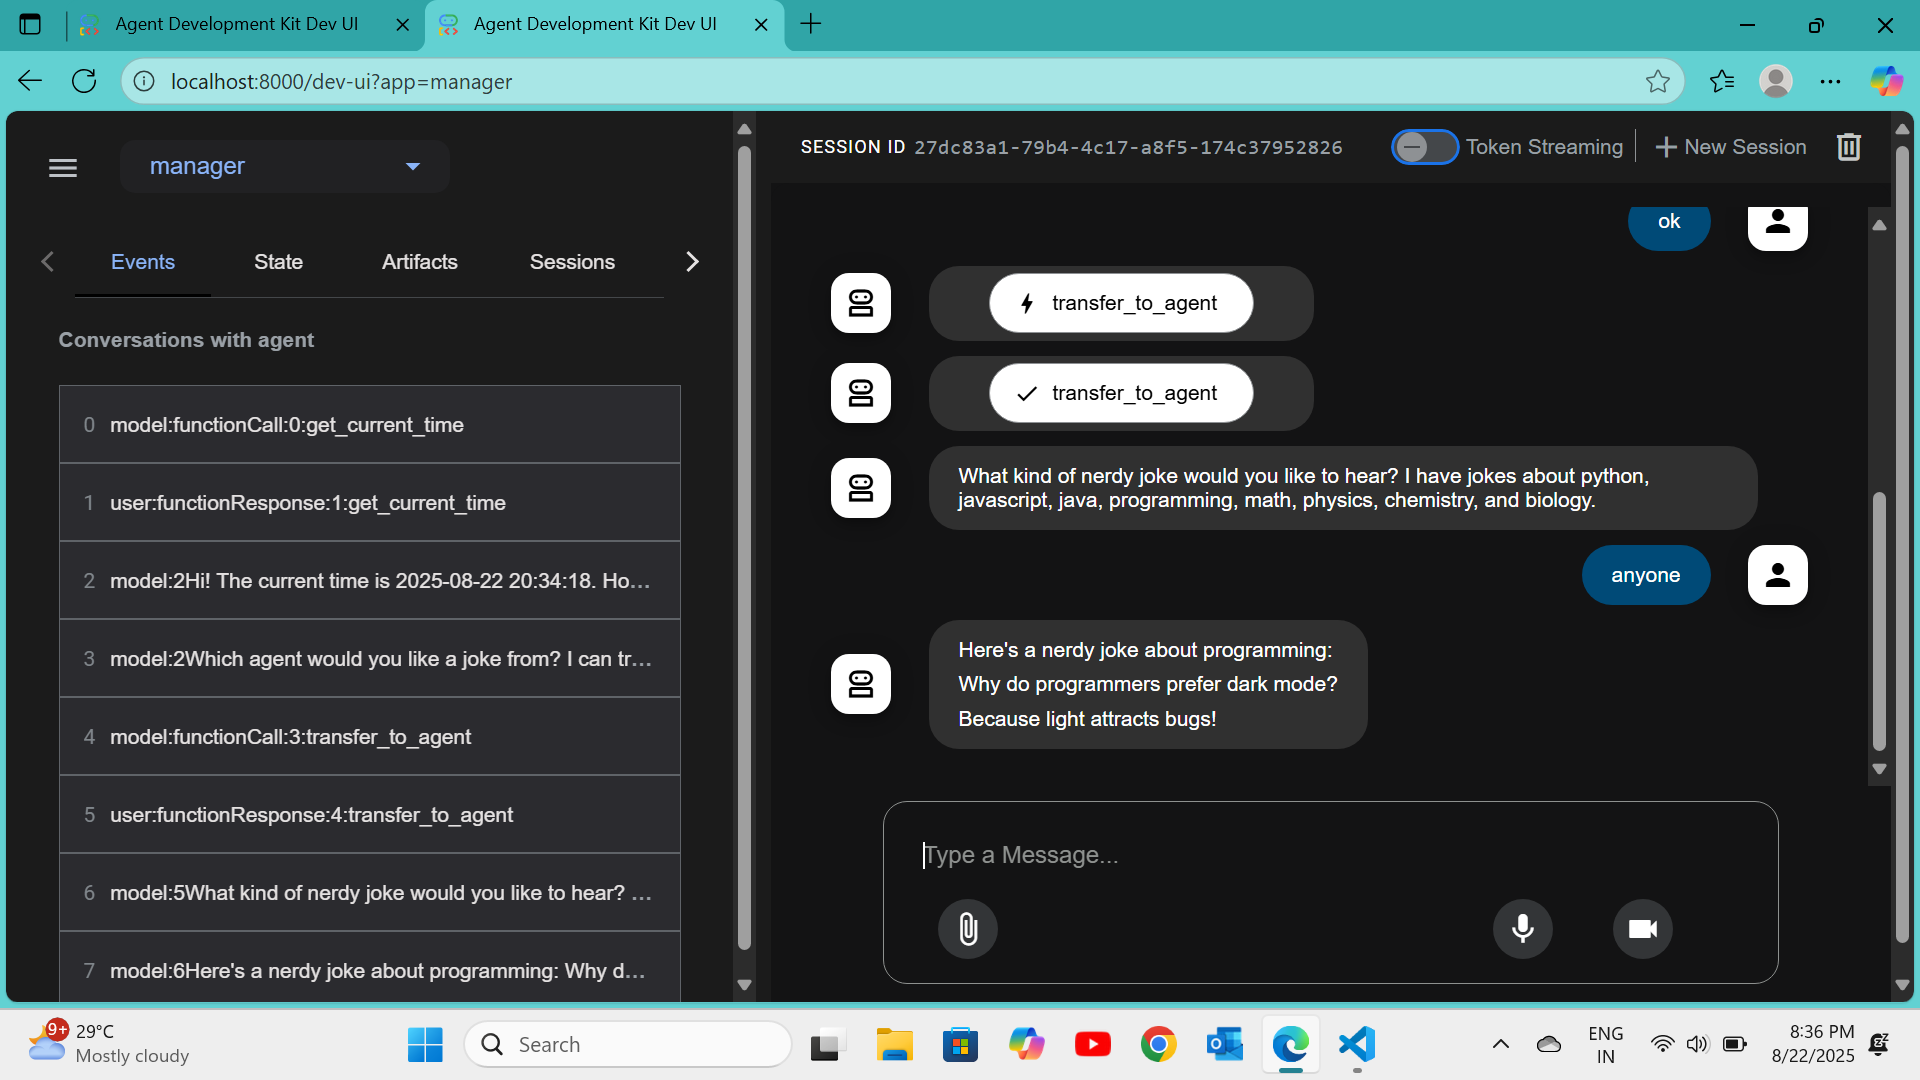 Agent Development Kit Dev UI
Agent Development Kit Dev UI
localhost:8000/dev-ui?app=manager
manager
SESSION ID 27dc83a1-79b4-4c17-a8f5-174c37952826
Token Streaming
New Session
Events
State
Artifacts
Sessions
Conversations with agent
0 model:functionCall:0:get_current_time
1 user:functionResponse:1:get_current_time
2 model:2Hi! The current time is 2025-08-22 20:34:18. Ho...
3 model:2Which agent would you like a joke from? I can tr...
4 model:functionCall:3:transfer_to_agent
5 user:functionResponse:4:transfer_to_agent
6 model:5What kind of nerdy joke would you like to hear? ...
7 model:6Here's a nerdy joke about programming: Why d...
ok
transfer_to_agent
transfer_to_agent
What kind of nerdy joke would you like to hear? I have jokes about python,
javascript, java, programming, math, physics, chemistry, and biology.
anyone
Here's a nerdy joke about programming:
Why do programmers prefer dark mode?
Because light attracts bugs!
Type a Message...
9+
29°C
Mostly cloudy
Search
ENG
IN
8:36 PM
8/22/2025